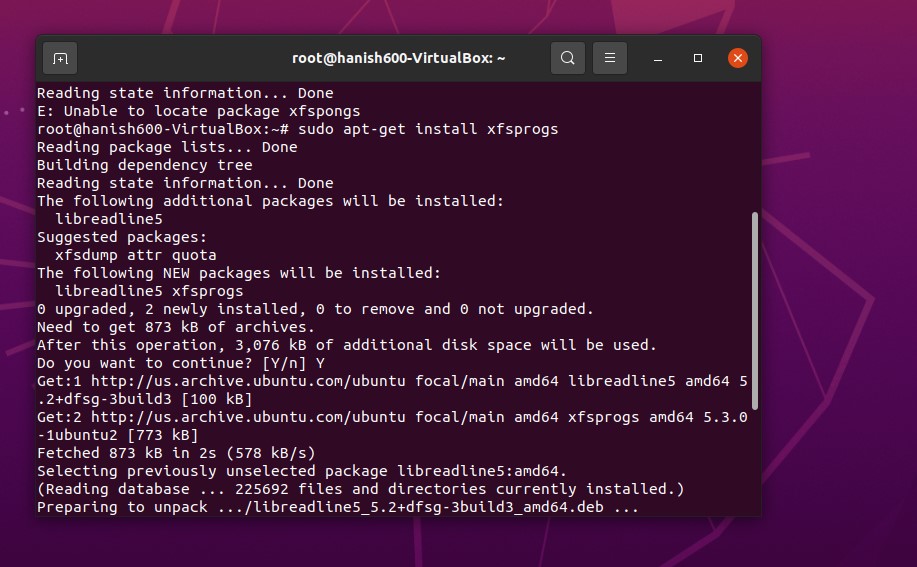 root@hanish600-VirtualBox: ~
Reading state information... Done
E: Unable to locate package xfspongs
root@hanish600-VirtualBox:~# sudo apt-get install xfsprogs
Reading package lists... Done
Building dependency tree
Reading state information... Done
The following additional packages will be installed:
  libreadline5
Suggested packages:
  xfsdump attr quota
The following NEW packages will be installed:
  libreadline5 xfsprogs
0 upgraded, 2 newly installed, 0 to remove and 0 not upgraded.
Need to get 873 kB of archives.
After this operation, 3,076 kB of additional disk space will be used.
Do you want to continue? [Y/n] Y
Get:1 http://us.archive.ubuntu.com/ubuntu focal/main amd64 libreadline5 amd64 5
.2+dfsg-3build3 [100 kB]
Get:2 http://us.archive.ubuntu.com/ubuntu focal/main amd64 xfsprogs amd64 5.3.0
-1ubuntu2 [773 kB]
Fetched 873 kB in 2s (578 kB/s)
Selecting previously unselected package libreadline5:amd64.
(Reading database ... 225692 files and directories currently installed.)
Preparing to unpack .../libreadline5_5.2+dfsg-3build3_amd64.deb ...